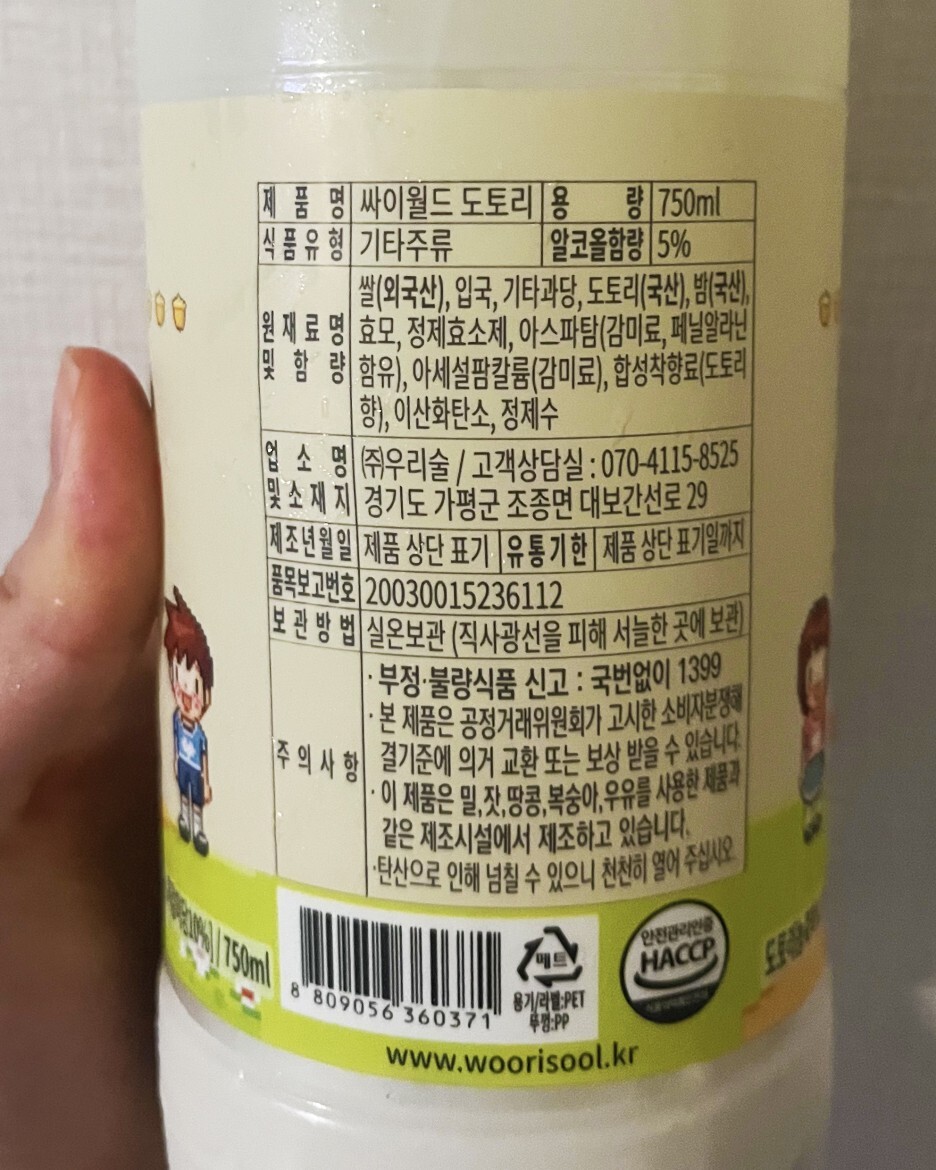 제 품 명 싸이월드 도토리 용 량 750ml
식품유형 기타주류 알코올함량 5%
원 재 료 명 및 함 량
쌀(외국산), 입국, 기타과당, 도토리(국산), 밤(국산),
효모, 정제효소제, 아스파탐(감미료, 페닐알라닌
함유), 아세설팜칼륨(감미료), 합성착향료(도토리
향), 이산화탄소, 정제수
업 소 명 및 소 재 지
㈜우리술 / 고객상담실 : 070-4115-8525
경기도 가평군 조종면 대보간선로 29
제조년월일 제품 상단 표기 유통기한 제품 상단 표기일까지
품목보고번호 20030015236112
보 관 방 법 실온보관 (직사광선을 피해 서늘한 곳에 보관)
주 의 사 항
· 부정·불량식품 신고 : 국번없이 1399
· 본 제품은 공정거래위원회가 고시한 소비자분쟁해
결기준에 의거 교환 또는 보상 받을 수 있습니다.
· 이 제품은 밀,잣,땅콩,복숭아,우유를 사용한 제품과
같은 제조시설에서 제조하고 있습니다.
·탄산으로 인해 넘칠 수 있으니 천천히 열어 주십시오
10%] / 750ml
8 809056 360371
페트
용기/라벨:PET
뚜껑:PP
안전관리인증
HACCP
www.woorisool.kr